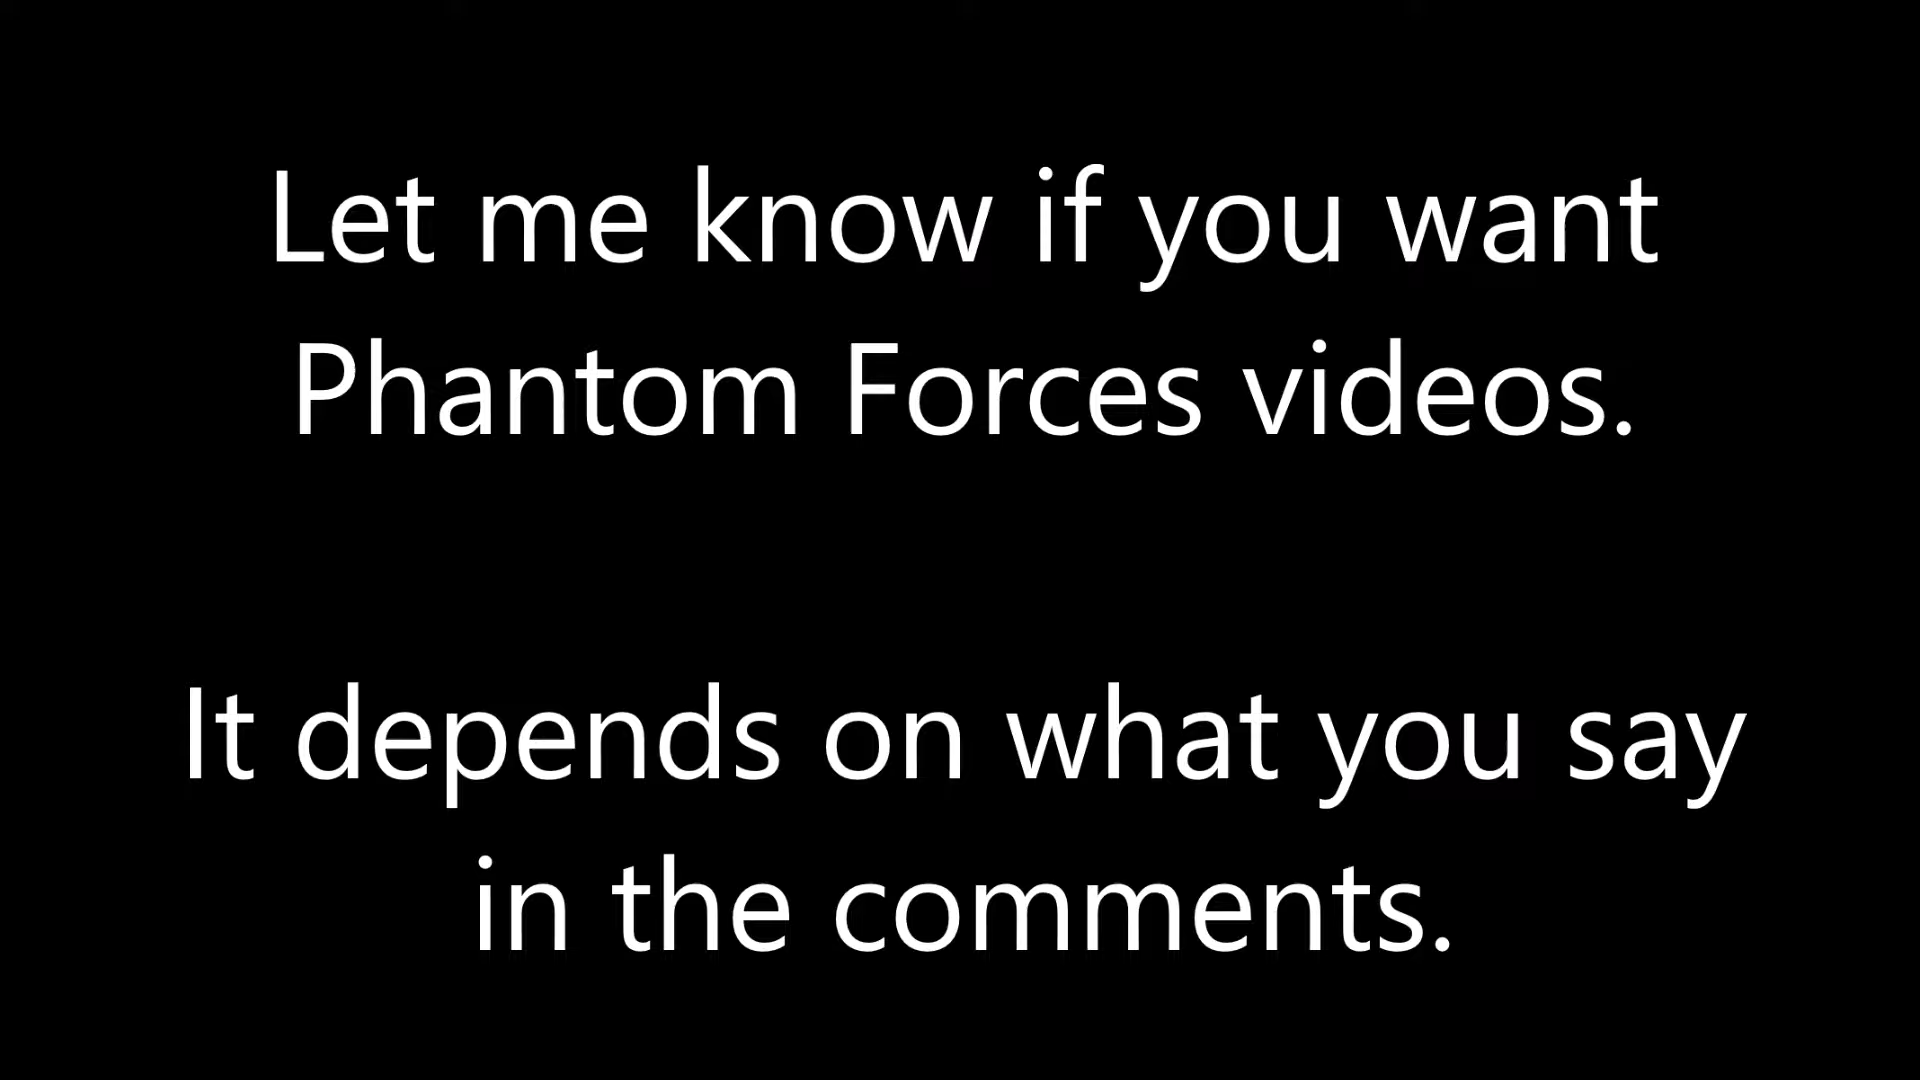 Let me know if you want
Phantom Forces videos.
It depends on what you say
in the comments.